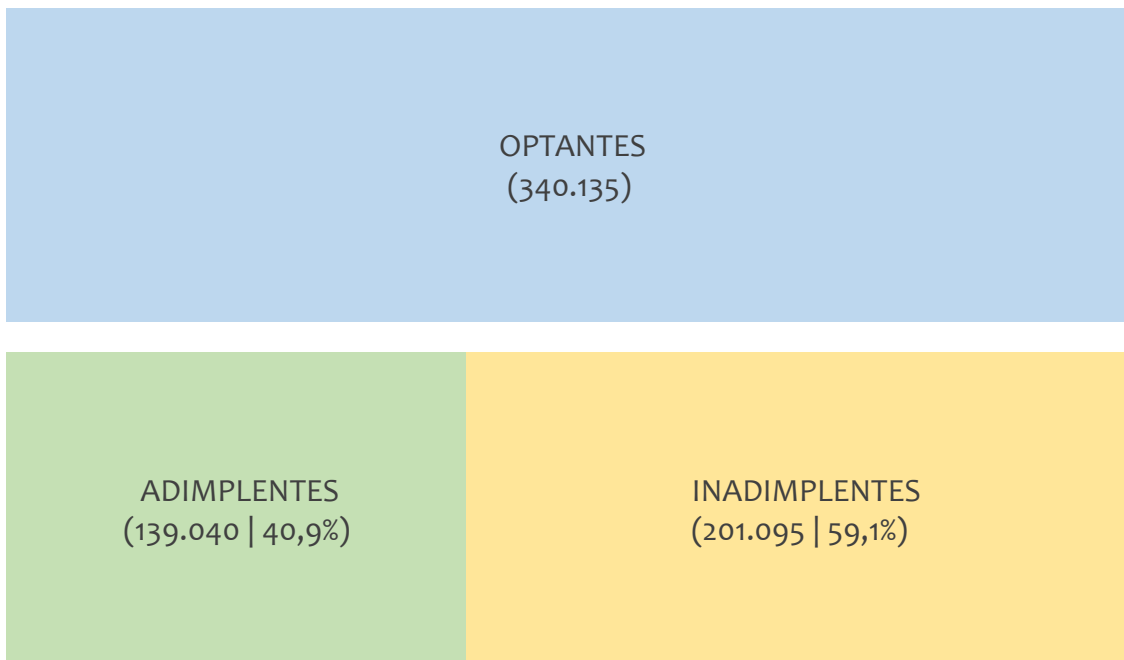 OPTANTES
(340.135)
ADIMPLENTES
(139.040 | 40,9%)
INADIMPLENTES
(201.095 | 59,1%)